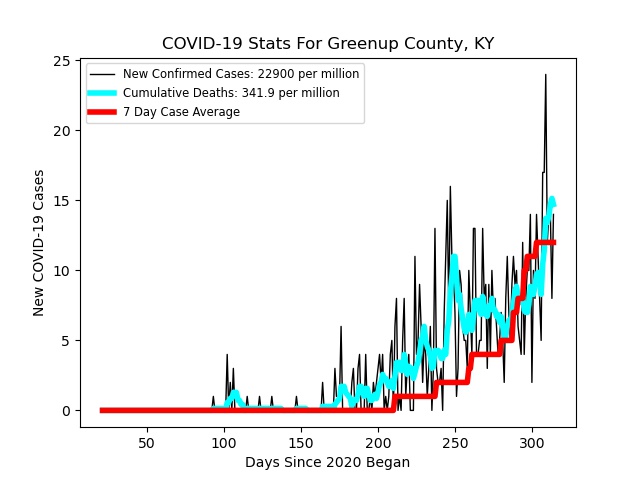 COVID-19 Stats For Greenup County, KY
New Confirmed Cases: 22900 per million
Cumulative Deaths: 341.9 per million
7 Day Case Average
New COVID-19 Cases
25
20
15
10
5
0
50 100 150 200 250 300
Days Since 2020 Began